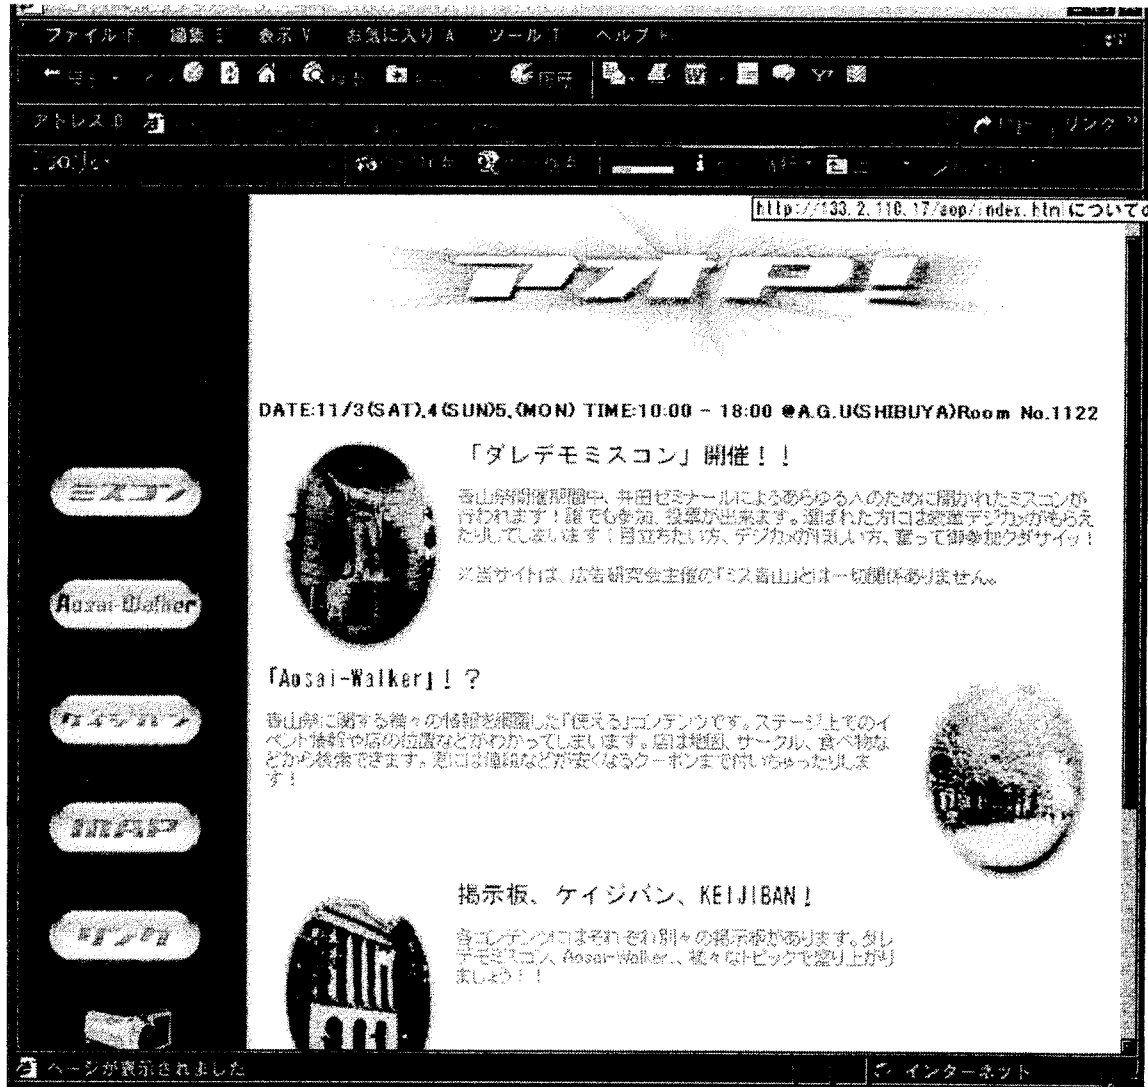 ファイル F 編集 E 表示 V お気に入り A ツール T ヘルプ H
アドレス D
リンク
http://133.2.110.17/aop/index.htm についての
アオP!
DATE:11/3(SAT),4(SUN)5,(MON) TIME:10:00 - 18:00 @A.G.U(SHIBUYA)Room No.1122
「ダレデモミスコン」開催!!
青山祭開催期間中、井田ゼミナールによるあらゆる人のために開かれたミスコンが
行われます!誰でも参加、投票が出来ます。選ばれた方には豪華デジカメがもらえ
たりしてしまいます!目立ちたい方、デジカメがほしい方、奮って御参加クダサイッ!
※当サイトは、広告研究会主催の「ミス青山」とは一切関係ありません。
ミスコン
Aosai-Walker
「Aosai-Walker」!?
青山祭に関する種々の情報を網羅した「使える」コンテンツです。ステージ上でのイ
ベント情報や店の位置などがわかってしまいます。店は地図、サークル、食べ物な
どから検索できます。更には値段などが安くなるクーポンまで付いちゃったりしま
す!
ケイジバン
MAP
リンク
掲示板、ケイジバン、KEIJIBAN!
各コンテンツにはそれぞれ別々の掲示板があります。ダレ
デモミスコン、Aosai-Walker、様々なトピックで盛り上がり
ましょう!!
ページが表示されました
インターネット